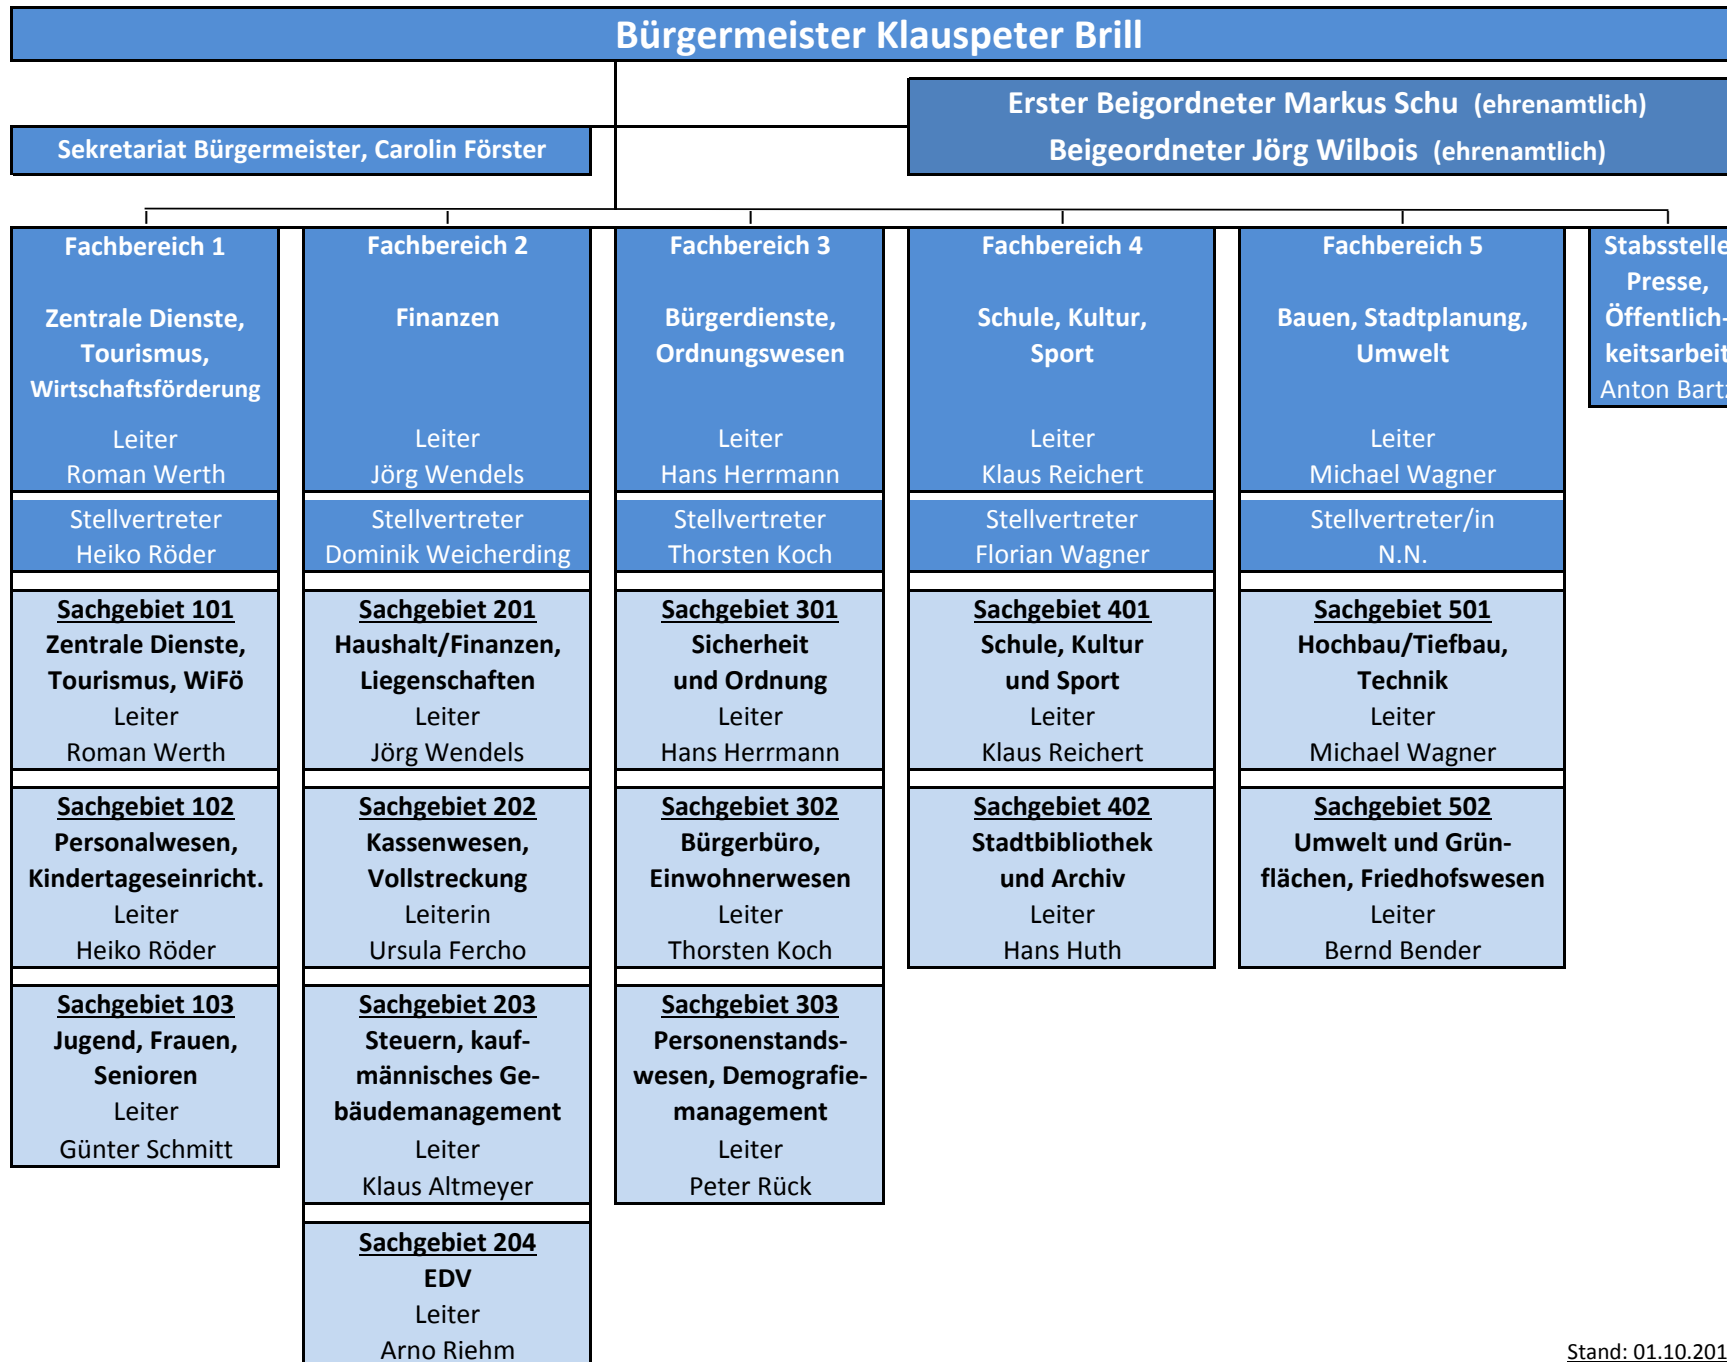 Bürgermeister Klauspeter Brill
Erster Beigordneter Markus Schu (ehrenamtlich)
Beigeordneter Jörg Wilbois (ehrenamtlich)
Sekretariat Bürgermeister, Carolin Förster
Fachbereich 1
Zentrale Dienste,
Tourismus,
Wirtschaftsförderung
Leiter
Roman Werth
Stellvertreter
Heiko Röder
Sachgebiet 101
Zentrale Dienste,
Tourismus, WiFö
Leiter
Roman Werth
Sachgebiet 102
Personalwesen,
Kindertageseinricht.
Leiter
Heiko Röder
Sachgebiet 103
Jugend, Frauen,
Senioren
Leiter
Günter Schmitt
Fachbereich 2
Finanzen
Leiter
Jörg Wendels
Stellvertreter
Dominik Weicherding
Sachgebiet 201
Haushalt/Finanzen,
Liegenschaften
Leiter
Jörg Wendels
Sachgebiet 202
Kassenwesen,
Vollstreckung
Leiterin
Ursula Fercho
Sachgebiet 203
Steuern, kauf-
männisches Ge-
bäudemanagement
Leiter
Klaus Altmeyer
Sachgebiet 204
EDV
Leiter
Arno Riehm
Fachbereich 3
Bürgerdienste,
Ordnungswesen
Leiter
Hans Herrmann
Stellvertreter
Thorsten Koch
Sachgebiet 301
Sicherheit
und Ordnung
Leiter
Hans Herrmann
Sachgebiet 302
Bürgerbüro,
Einwohnerwesen
Leiter
Thorsten Koch
Sachgebiet 303
Personenstands-
wesen, Demografie-
management
Leiter
Peter Rück
Fachbereich 4
Schule, Kultur,
Sport
Leiter
Klaus Reichert
Stellvertreter
Florian Wagner
Sachgebiet 401
Schule, Kultur
und Sport
Leiter
Klaus Reichert
Sachgebiet 402
Stadtbibliothek
und Archiv
Leiter
Hans Huth
Fachbereich 5
Bauen, Stadtplanung,
Umwelt
Leiter
Michael Wagner
Stellvertreter/in
N.N.
Sachgebiet 501
Hochbau/Tiefbau,
Technik
Leiter
Michael Wagner
Sachgebiet 502
Umwelt und Grün-
flächen, Friedhofswesen
Leiter
Bernd Bender
Stabsstelle
Presse,
Öffentlich-
keitsarbeit
Anton
Stand: 01.10.201